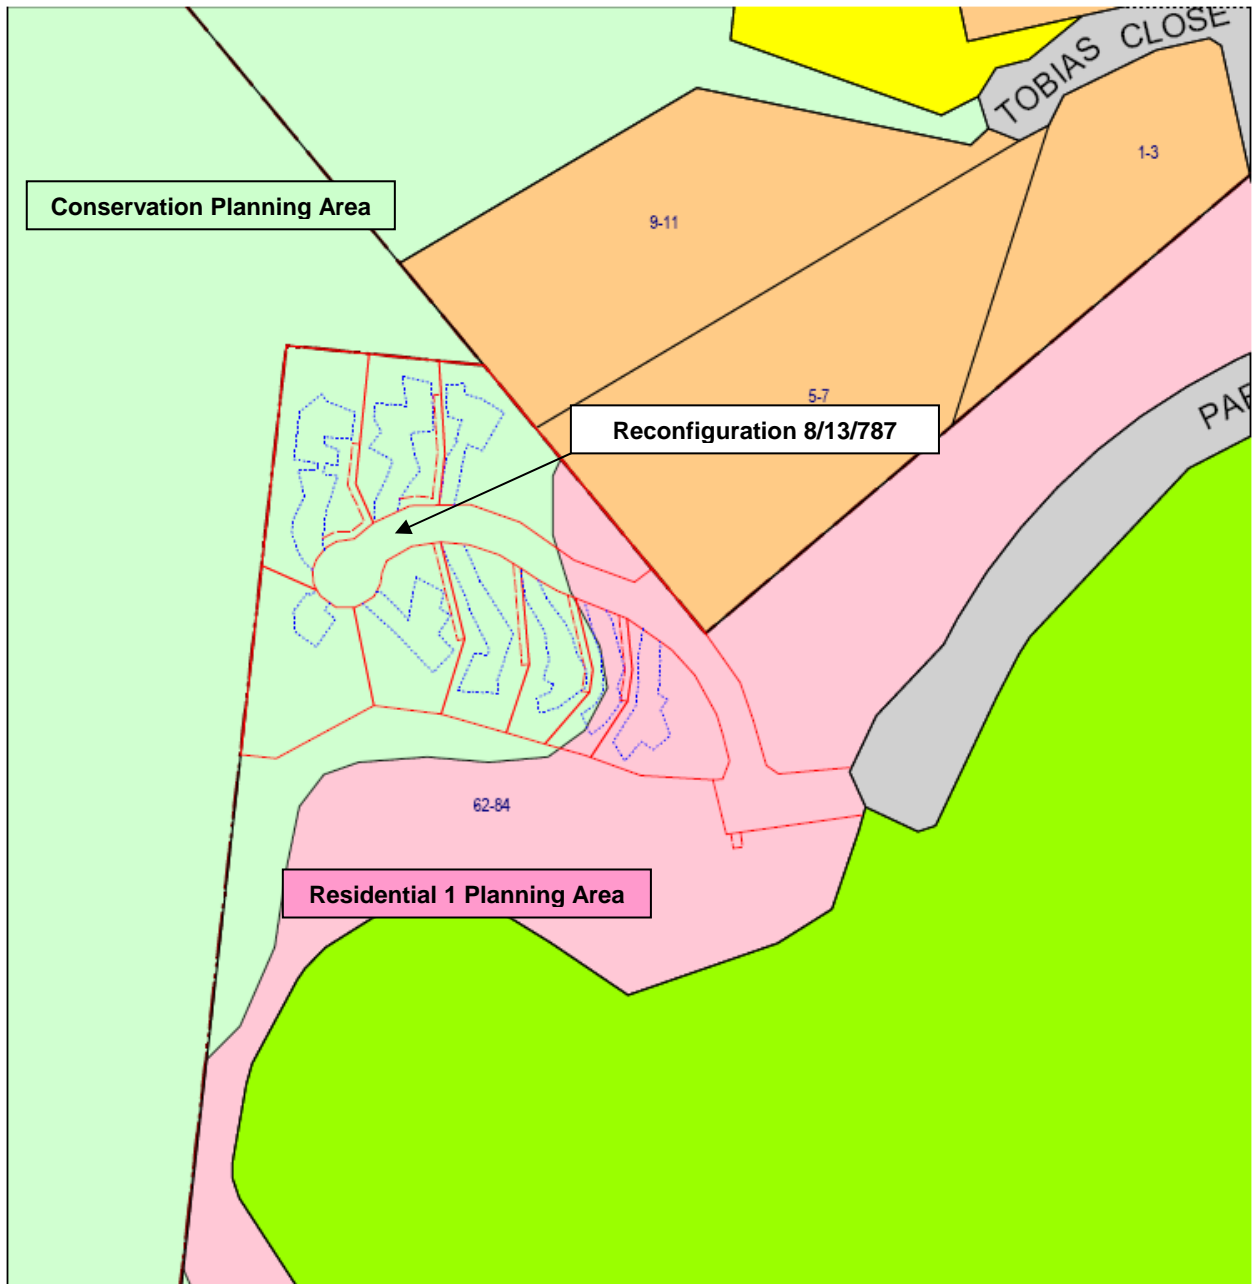 TOBIAS CLOSE
1-3
Conservation Planning Area
9-11
5-7
Reconfiguration 8/13/787
62-84
Residential 1 Planning Area